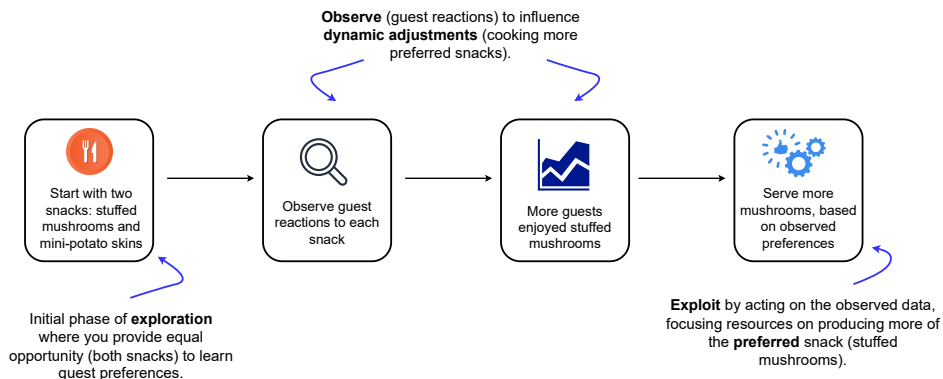 Observe (guest reactions) to influence
dynamic adjustments (cooking more
preferred snacks).
Start with two
snacks: stuffed
mushrooms and
mini-potato skins
Observe guest
reactions to each
snack
More guests
enjoyed stuffed
mushrooms
Serve more
mushrooms, based
on observed
preferences
Initial phase of exploration
where you provide equal
opportunity (both snacks) to learn
guest preferences.
Exploit by acting on the observed data,
focusing resources on producing more of
the preferred snack (stuffed
mushrooms).